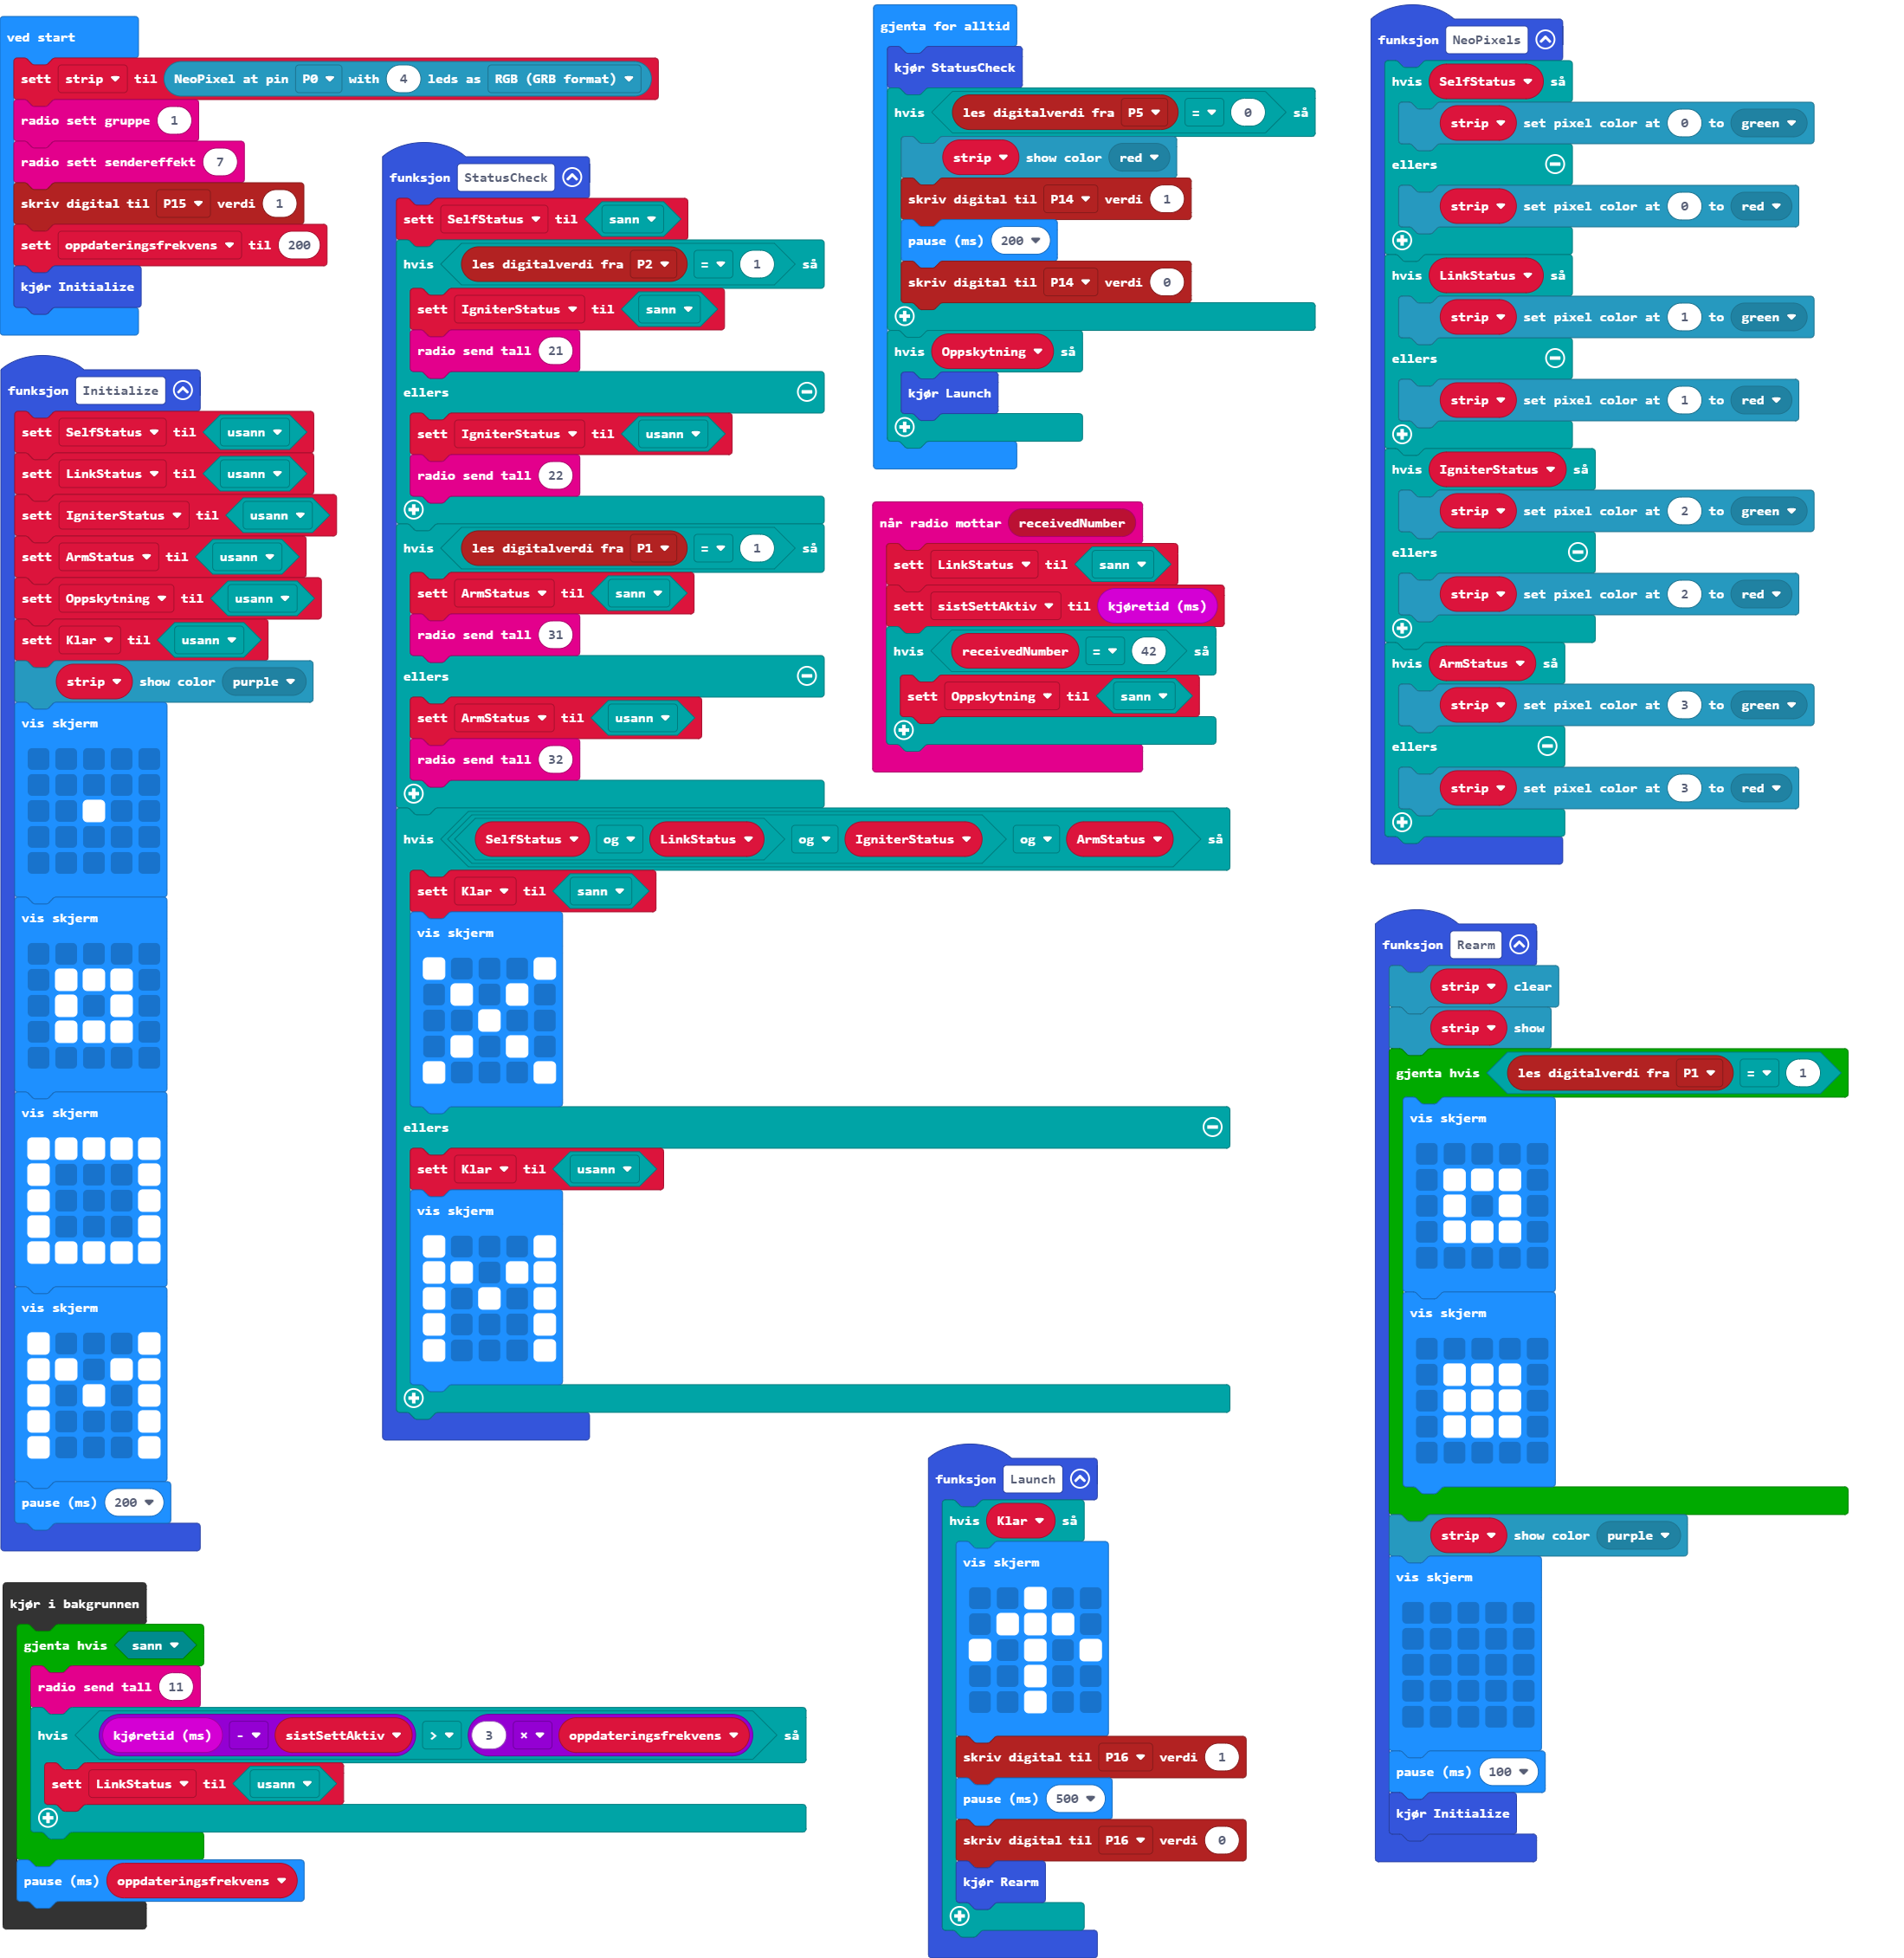 ved start
sett strip til NeoPixel at pin P0 with 4 leds as RGB (GRB format)
radio sett gruppe 1
radio sett sendereffekt 7
skriv digital til P15 verdi 1
sett oppdateringsfrekvens til 200
kjør Initialize
funksjon Initialize
sett SelfStatus til usann
sett LinkStatus til usann
sett IgniterStatus til usann
sett ArmStatus til usann
sett Oppskytning til usann
sett Klar til usann
strip show color purple
vis skjerm
vis skjerm
vis skjerm
vis skjerm
pause (ms) 200
kjør i bakgrunnen
gjenta hvis sann
radio send tall 11
hvis kjøretid (ms) - sistSettAktiv > 3 × oppdateringsfrekvens så
sett LinkStatus til usann
pause (ms) oppdateringsfrekvens
funksjon StatusCheck
sett SelfStatus til sann
hvis les digitalverdi fra P2 = 1 så
sett IgniterStatus til sann
radio send tall 21
ellers
sett IgniterStatus til usann
radio send tall 22
hvis les digitalverdi fra P1 = 1 så
sett ArmStatus til sann
radio send tall 31
ellers
sett ArmStatus til usann
radio send tall 32
hvis SelfStatus og LinkStatus og IgniterStatus og ArmStatus så
sett Klar til sann
vis skjerm
ellers
sett Klar til usann
vis skjerm
gjenta for alltid
kjør StatusCheck
hvis les digitalverdi fra P5 = 0 så
strip show color red
skriv digital til P14 verdi 1
pause (ms) 200
skriv digital til P14 verdi 0
hvis Oppskytning så
kjør Launch
når radio mottar receivedNumber
sett LinkStatus til sann
sett sistSettAktiv til kjøretid (ms)
hvis receivedNumber = 42 så
sett Oppskytning til sann
funksjon Launch
hvis Klar så
vis skjerm
skriv digital til P16 verdi 1
pause (ms) 500
skriv digital til P16 verdi 0
kjør Rearm
funksjon NeoPixels
hvis SelfStatus så
strip set pixel color at 0 to green
ellers
strip set pixel color at 0 to red
hvis LinkStatus så
strip set pixel color at 1 to green
ellers
strip set pixel color at 1 to red
hvis IgniterStatus så
strip set pixel color at 2 to green
ellers
strip set pixel color at 2 to red
hvis ArmStatus så
strip set pixel color at 3 to green
ellers
strip set pixel color at 3 to red
funksjon Rearm
strip clear
strip show
gjenta hvis les digitalverdi fra P1 = 1
vis skjerm
vis skjerm
strip show color purple
vis skjerm
pause (ms) 100
kjør Initialize